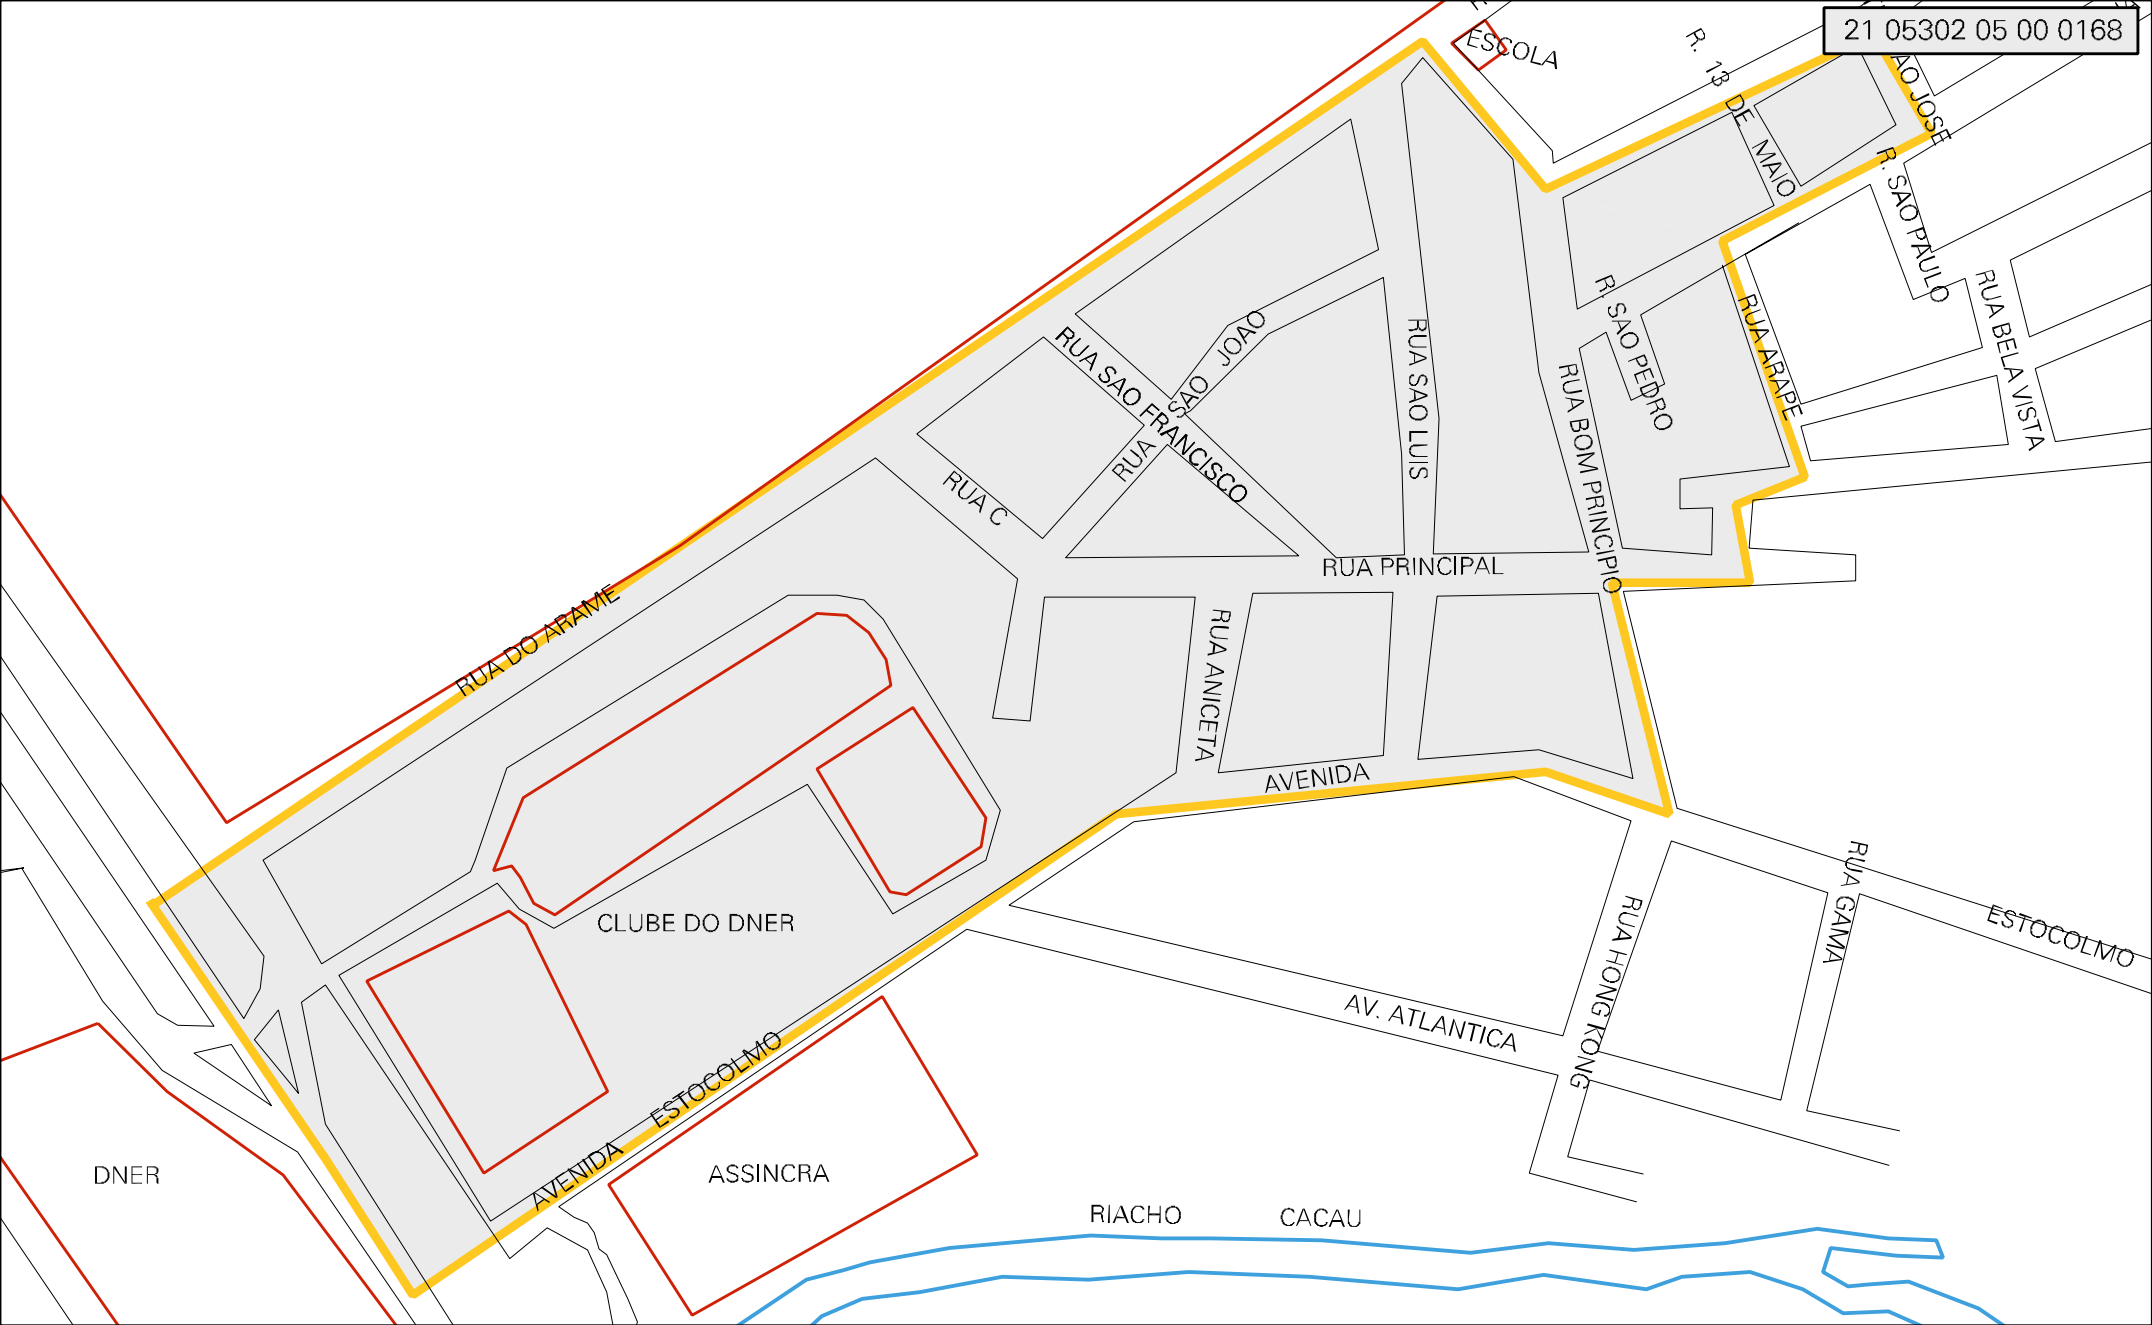 21 05302 05 00 0168
ESCOLA
R. 13 DE MAIO
AO JOSE
R. SAO PAULO
RUA BELA VISTA
RUA ARAPE
R. SAO PEDRO
RUA BOM PRINCIPIO
RUA SAO LUIS
RUA SAO JOAO
RUA SAO FRANCISCO
RUA C
RUA PRINCIPAL
RUA DO ARAME
RUA ANICETA
AVENIDA
CLUBE DO DNER
RUA GAMA
RUA HONG KONG
ESTOCOLMO
AV. ATLANTICA
AVENIDA ESTOCOLMO
DNER
ASSINCRA
RIACHO CACAU